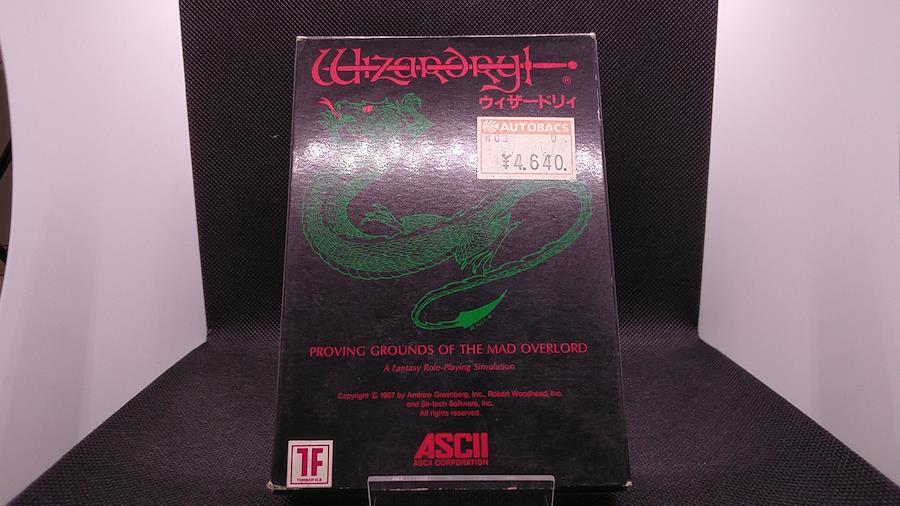 Wizardry
®
ウィザードリィ
AUTOBACS
¥4,640.
PROVING GROUNDS OF THE MAD OVERLORD
A Fantasy Role-Playing Simulation
Copyright © 1987 by Andrew Greenberg, Inc., Robert Woodhead, Inc.
and Sir-tech Software, Inc.
All rights reserved.
TF
TURBOFILE
ASCII
ASCII CORPORATION